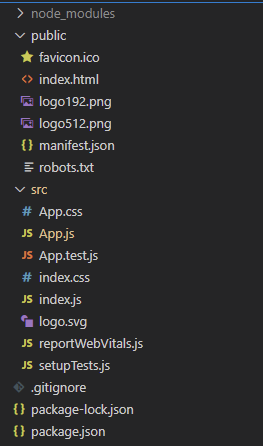 node_modules
public
favicon.ico
index.html
logo192.png
logo512.png
manifest.json
robots.txt
src
App.css
App.js
App.test.js
index.css
index.js
logo.svg
reportWebVitals.js
setupTests.js
.gitignore
package-lock.json
package.json